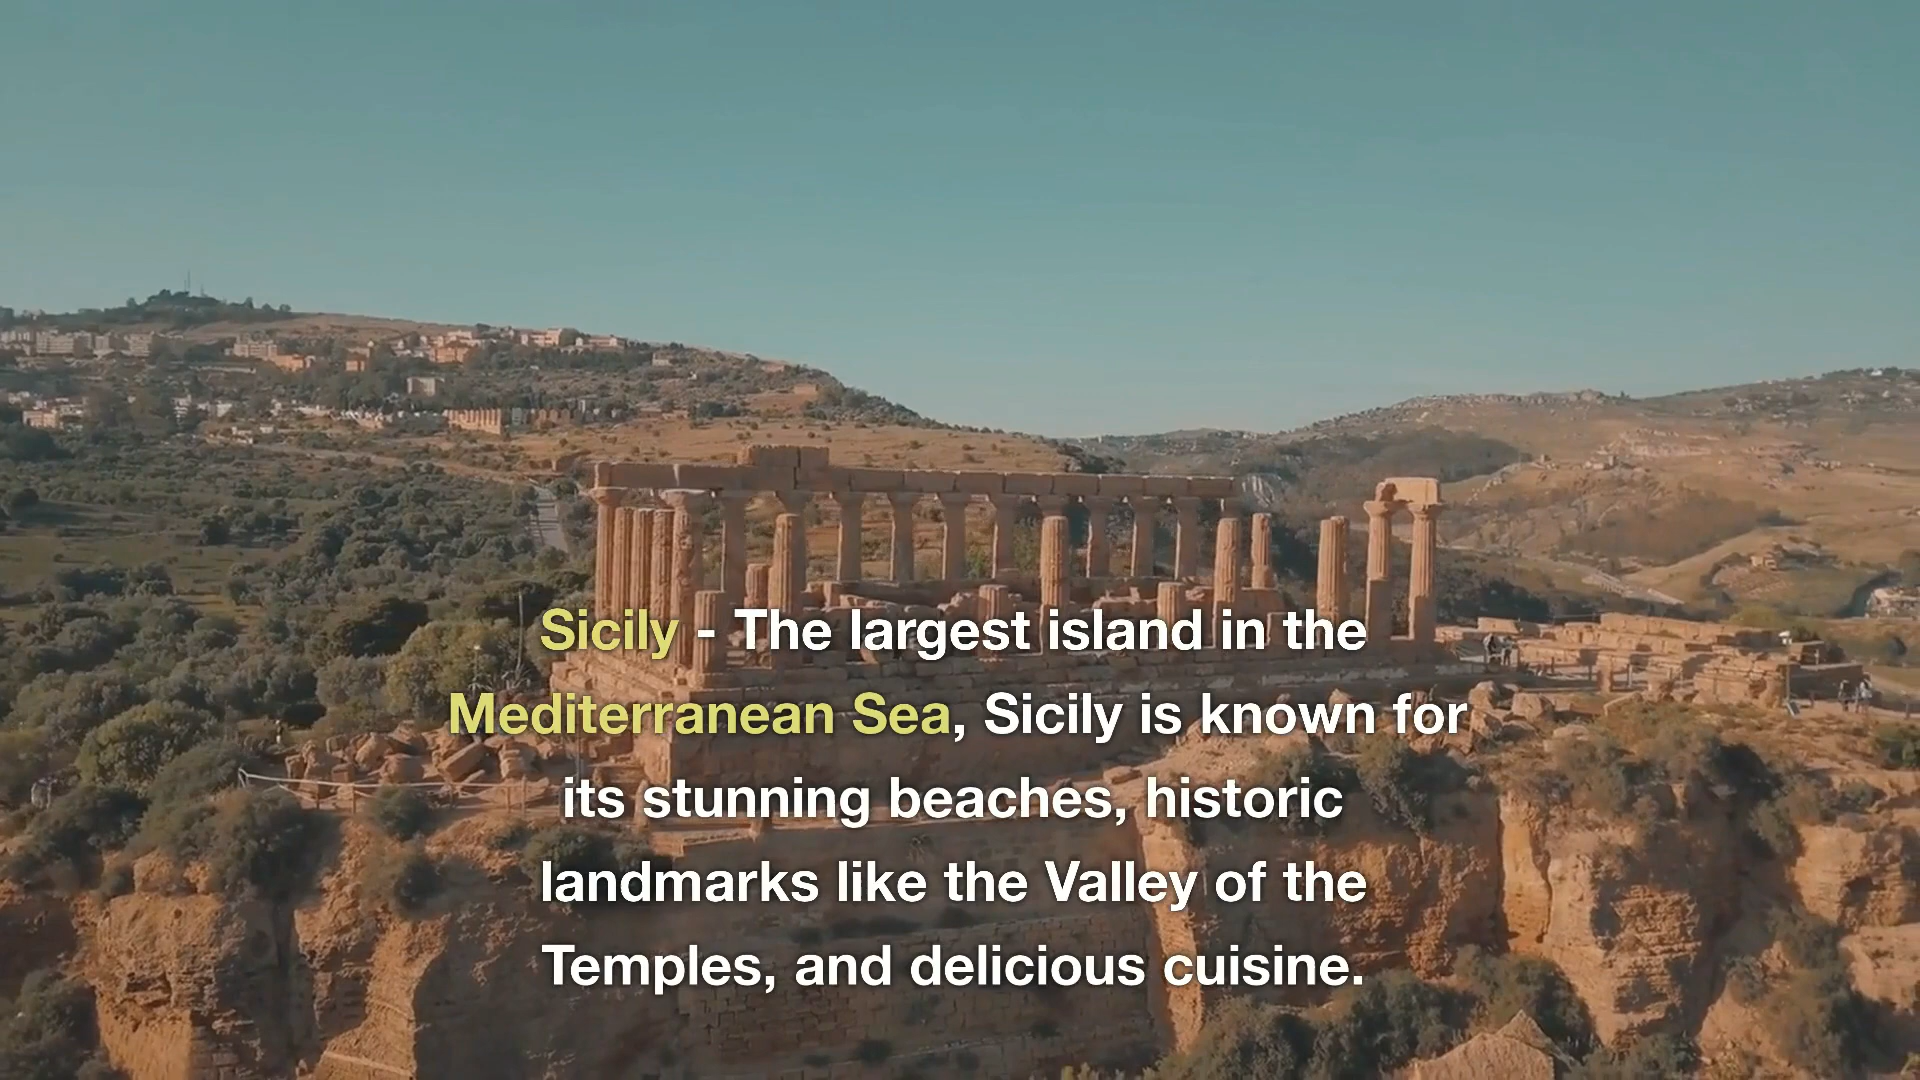 Sicily - The largest island in the
Mediterranean Sea, Sicily is known for
its stunning beaches, historic
landmarks like the Valley of the
Temples, and delicious cuisine.